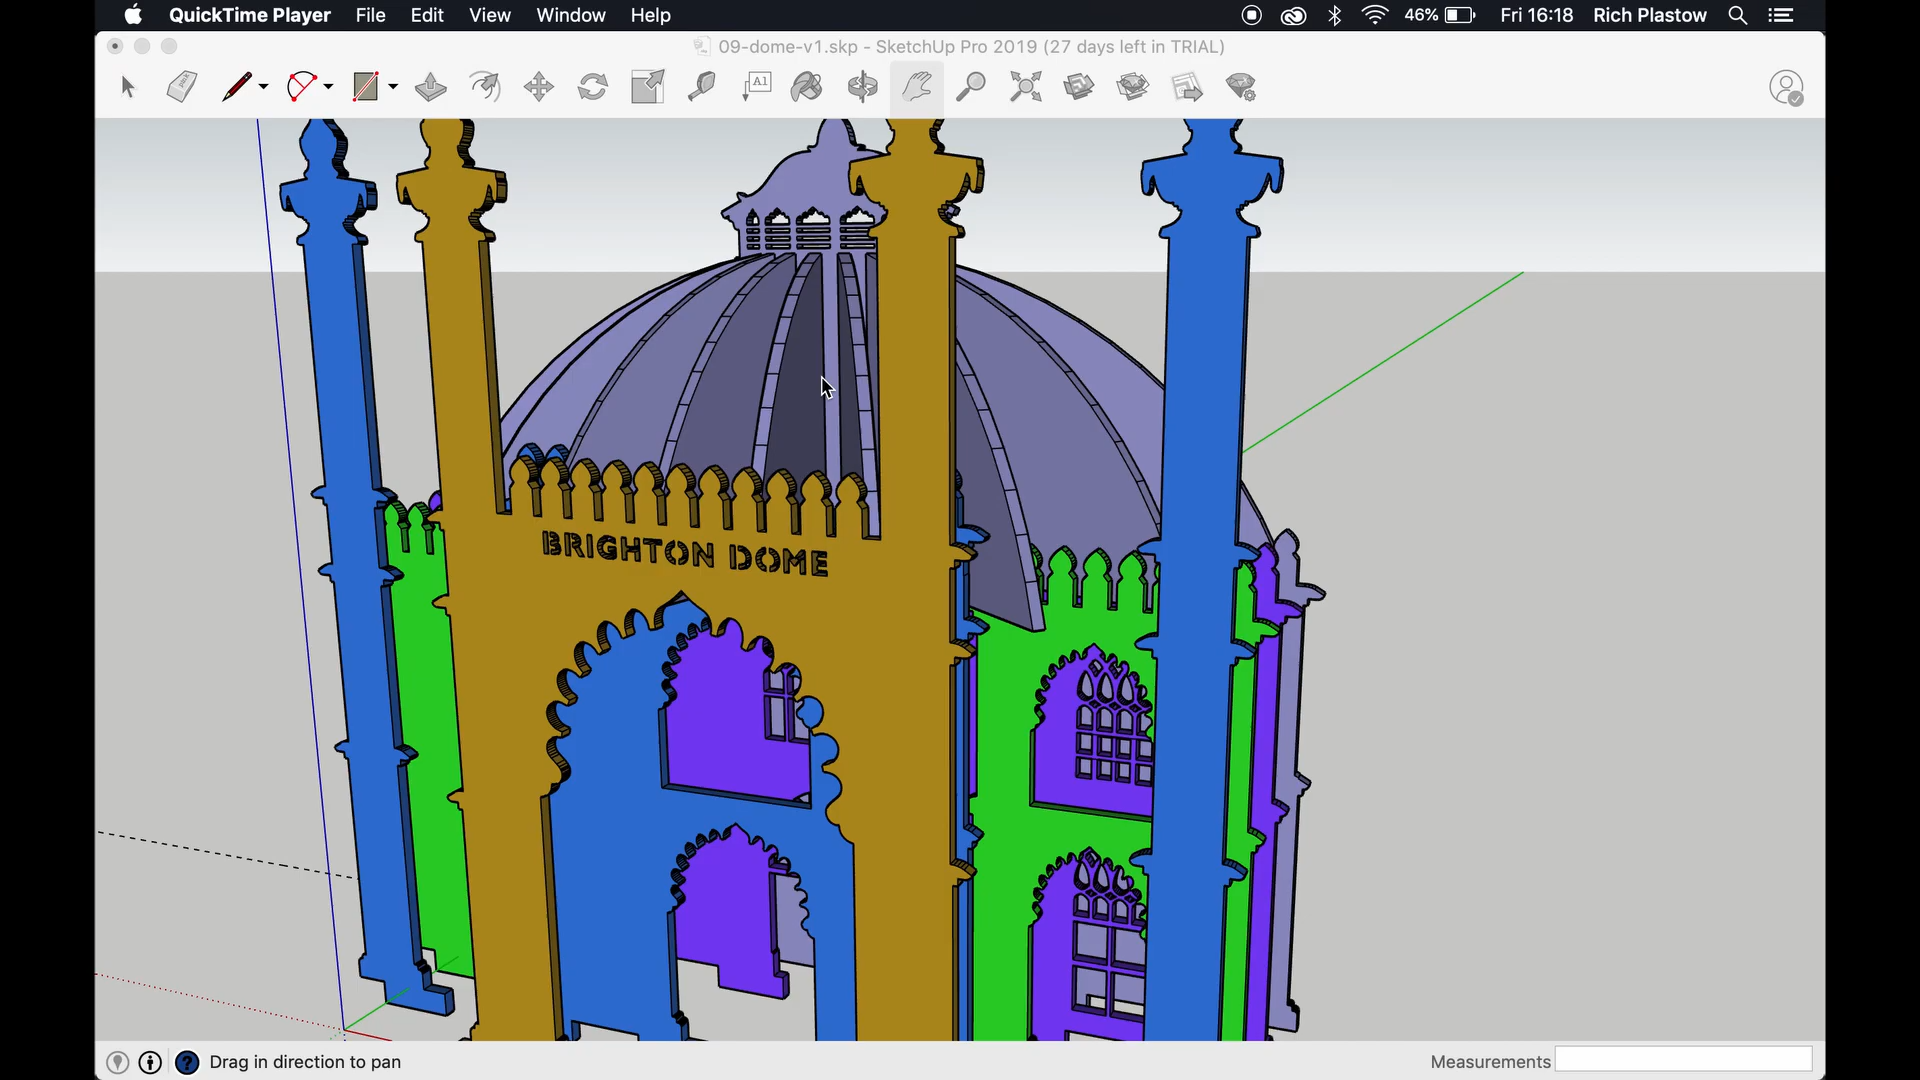 QuickTime Player File Edit View Window Help 46% Fri 16:18 Rich Plastow
09-dome-v1.skp - SketchUp Pro 2019 (27 days left in TRIAL)
A1
BRIGHTON DOME
Drag in direction to pan
Measurements